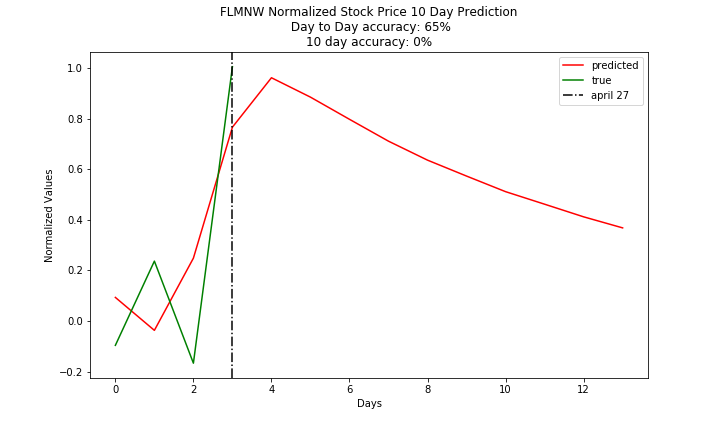 FLMNW Normalized Stock Price 10 Day Prediction
Day to Day accuracy: 65%
10 day accuracy: 0%
predicted
true
april 27
1.0
0.8
0.6
0.4
0.2
0.0
−0.2
Normalized Values
0 2 4 6 8 10 12
Days